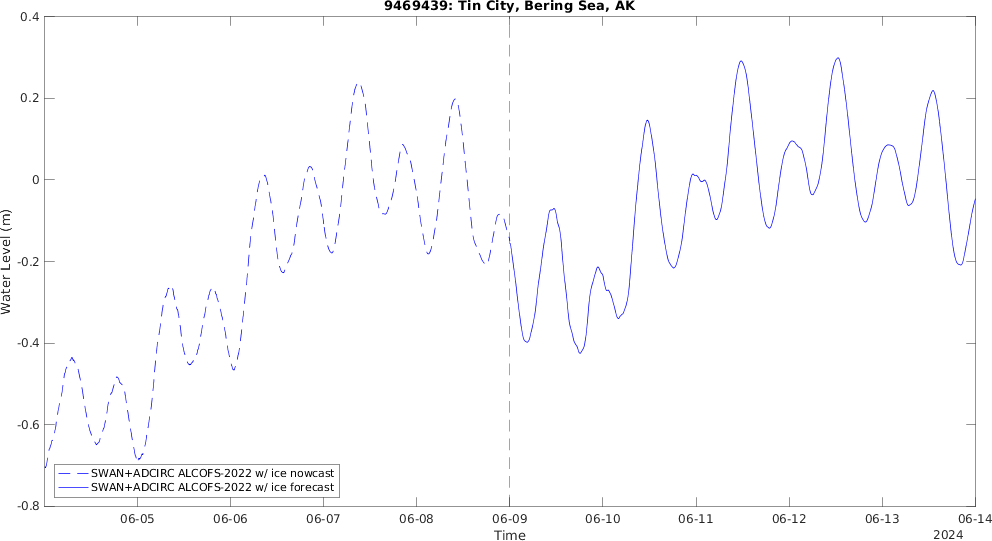 9469439: Tin City, Bering Sea, AK
Water Level (m)
0.4
0.2
0
-0.2
-0.4
-0.6
-0.8
SWAN+ADCIRC ALCOFS-2022 w/ ice nowcast
SWAN+ADCIRC ALCOFS-2022 w/ ice forecast
06-05 06-06 06-07 06-08 06-09 06-10 06-11 06-12 06-13 06-14
Time
2024